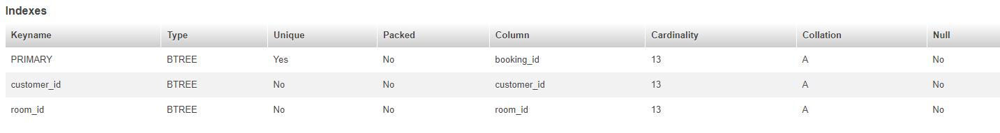 Indexes
Keyname Type Unique Packed Column Cardinality Collation Null
PRIMARY BTREE Yes No booking_id 13 A No
customer_id BTREE No No customer_id 13 A No
room_id BTREE No No room_id 13 A No